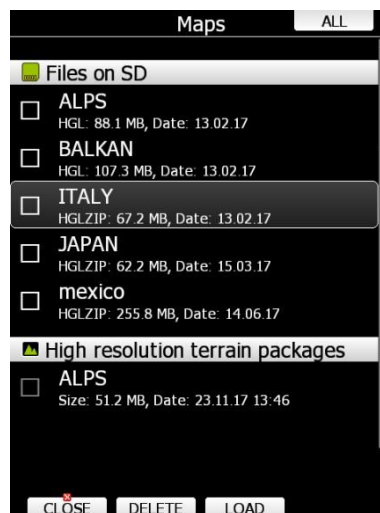 Maps
ALL
Files on SD
ALPS
HGL: 88.1 MB, Date: 13.02.17
BALKAN
HGL: 107.3 MB, Date: 13.02.17
ITALY
HGLZIP: 67.2 MB, Date: 13.02.17
JAPAN
HGLZIP: 62.2 MB, Date: 15.03.17
mexico
HGLZIP: 255.8 MB, Date: 14.06.17
High resolution terrain packages
ALPS
Size: 51.2 MB, Date: 23.11.17 13:46
CLOSE DELETE LOAD